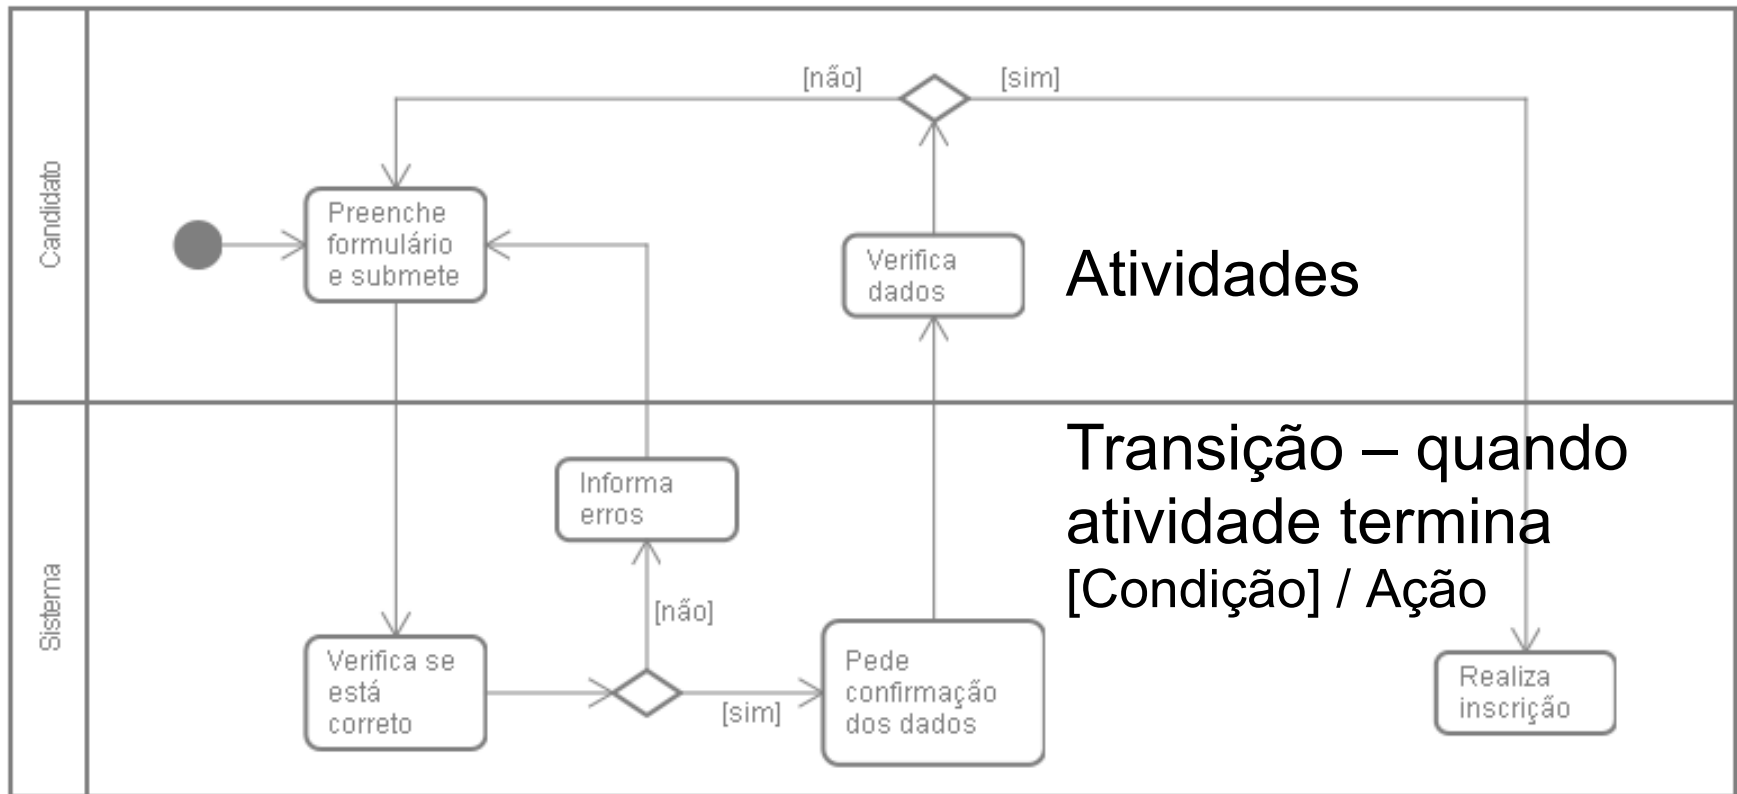 [não]
[sim]
Candidato
Preenche
formulário
e submete
Verifica
dados
Atividades
Sistema
Informa
erros
Transição – quando
atividade termina
[Condição] / Ação
[não]
Verifica se
está
correto
[sim]
Pede
confirmação
dos dados
Realiza
inscrição